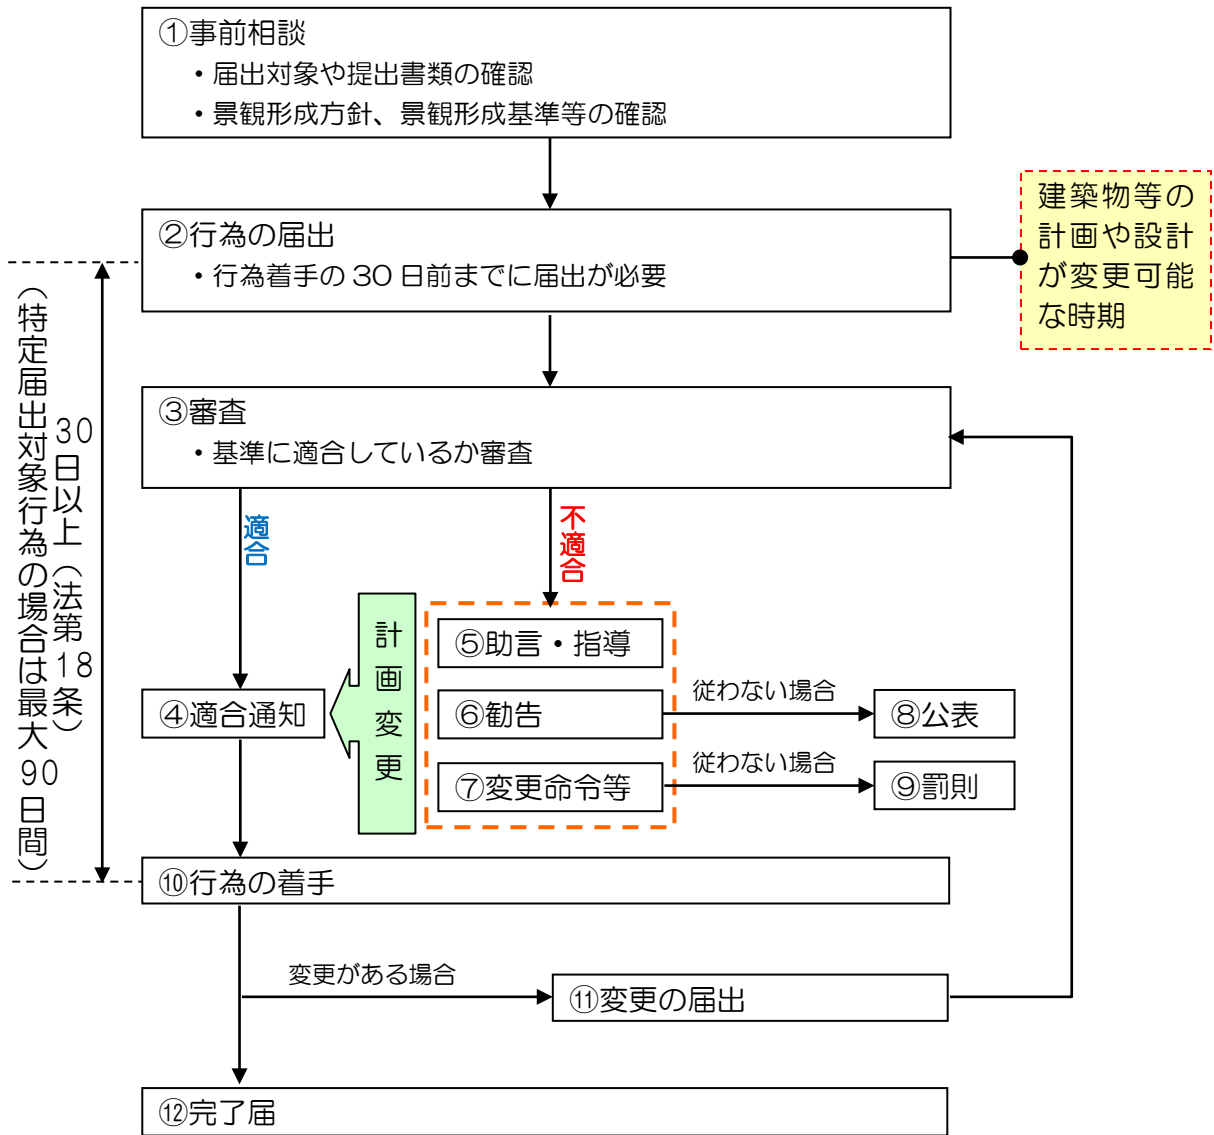 ①事前相談
・届出対象や提出書類の確認
・景観形成方針、景観形成基準等の確認
②行為の届出
・行為着手の30日前までに届出が必要
建築物等の
計画や設計
が変更可能
な時期
30日以上（法第18条）
（特定届出対象行為の場合は最大90日間）
③審査
・基準に適合しているか審査
適合
不適合
計画変更
⑤助言・指導
④適合通知
⑥勧告
従わない場合
⑧公表
⑦変更命令等
従わない場合
⑨罰則
⑩行為の着手
変更がある場合
⑪変更の届出
⑫完了届